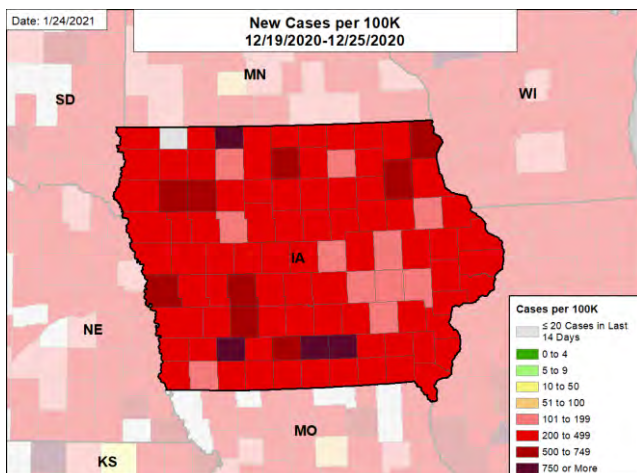 Date: 1/24/2021
New Cases per 100K
12/19/2020-12/25/2020
MN
SD
WI
IA
NE
MO
KS
Cases per 100K
≤ 20 Cases in Last
14 Days
0 to 4
5 to 9
10 to 50
51 to 100
101 to 199
200 to 499
500 to 749
750 or More